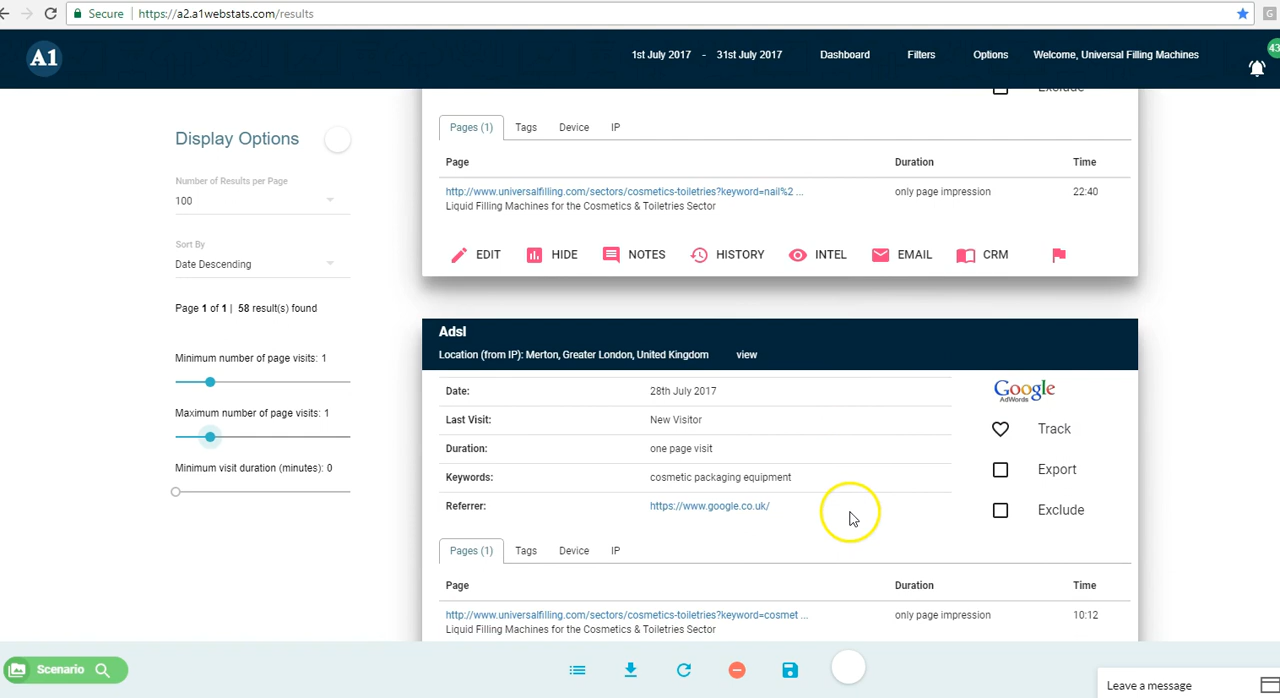 Secure https://a2.a1webstats.com/results
G
A1
1st July 2017 - 31st July 2017 Dashboard Filters Options Welcome, Universal Filling Machines
43
Display Options
Number of Results per Page
100
Sort By
Date Descending
Page 1 of 1 | 58 result(s) found
Minimum number of page visits: 1
Maximum number of page visits: 1
Minimum visit duration (minutes): 0
Exclude
Pages (1) Tags Device IP
Page Duration Time
http://www.universalfilling.com/sectors/cosmetics-toiletries?keyword=nail%2 ... only page impression 22:40
Liquid Filling Machines for the Cosmetics & Toiletries Sector
EDIT HIDE NOTES HISTORY INTEL EMAIL CRM
Adsl
Location (from IP): Merton, Greater London, United Kingdom view
Date: 28th July 2017
Last Visit: New Visitor
Duration: one page visit
Keywords: cosmetic packaging equipment
Referrer: https://www.google.co.uk/
Google
AdWords
Track
Export
Exclude
Pages (1) Tags Device IP
Page Duration Time
http://www.universalfilling.com/sectors/cosmetics-toiletries?keyword=cosmet ... only page impression 10:12
Liquid Filling Machines for the Cosmetics & Toiletries Sector
Scenario
Leave a message